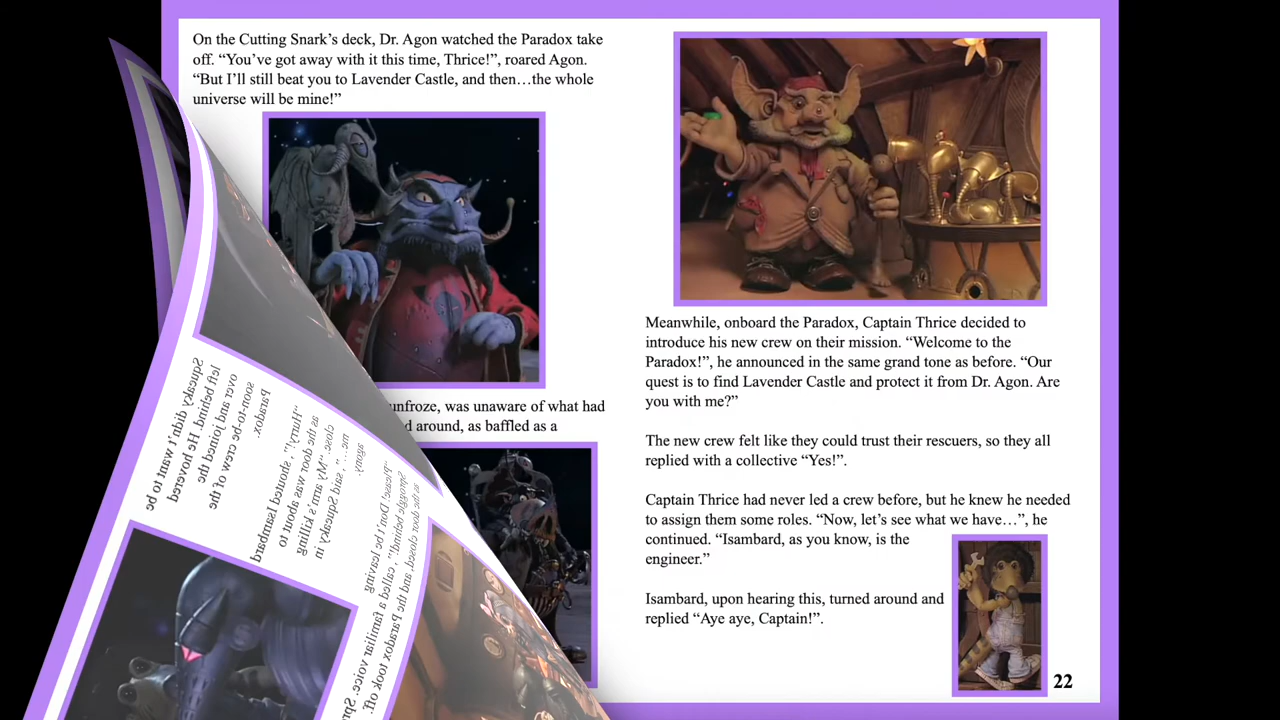 On the Cutting Snark’s deck, Dr. Agon watched the Paradox take
off. “You’ve got away with it this time, Thrice!”, roared Agon.
“But I’ll still beat you to Lavender Castle, and then…the whole
universe will be mine!”
unfroze, was unaware of what had
around, as baffled as a
Squeaky didn’t want to be
left behind. He hovered
over and joined the
soon-to-be crew of the
Paradox.
“Hurry!”, shouted Isambard
as the door was about to
close. “My arm’s killing
me…”, said Squeaky in
agony.
as the door closed, and the Paradox took off.
“Please! Don’t be leaving
behind!”, called a familiar voice.
Meanwhile, onboard the Paradox, Captain Thrice decided to
introduce his new crew on their mission. “Welcome to the
Paradox!”, he announced in the same grand tone as before. “Our
quest is to find Lavender Castle and protect it from Dr. Agon. Are
you with me?”
The new crew felt like they could trust their rescuers, so they all
replied with a collective “Yes!”.
Captain Thrice had never led a crew before, but he knew he needed
to assign them some roles. “Now, let’s see what we have…”, he
continued. “Isambard, as you know, is the
engineer.”
Isambard, upon hearing this, turned around and
replied “Aye aye, Captain!”.
22